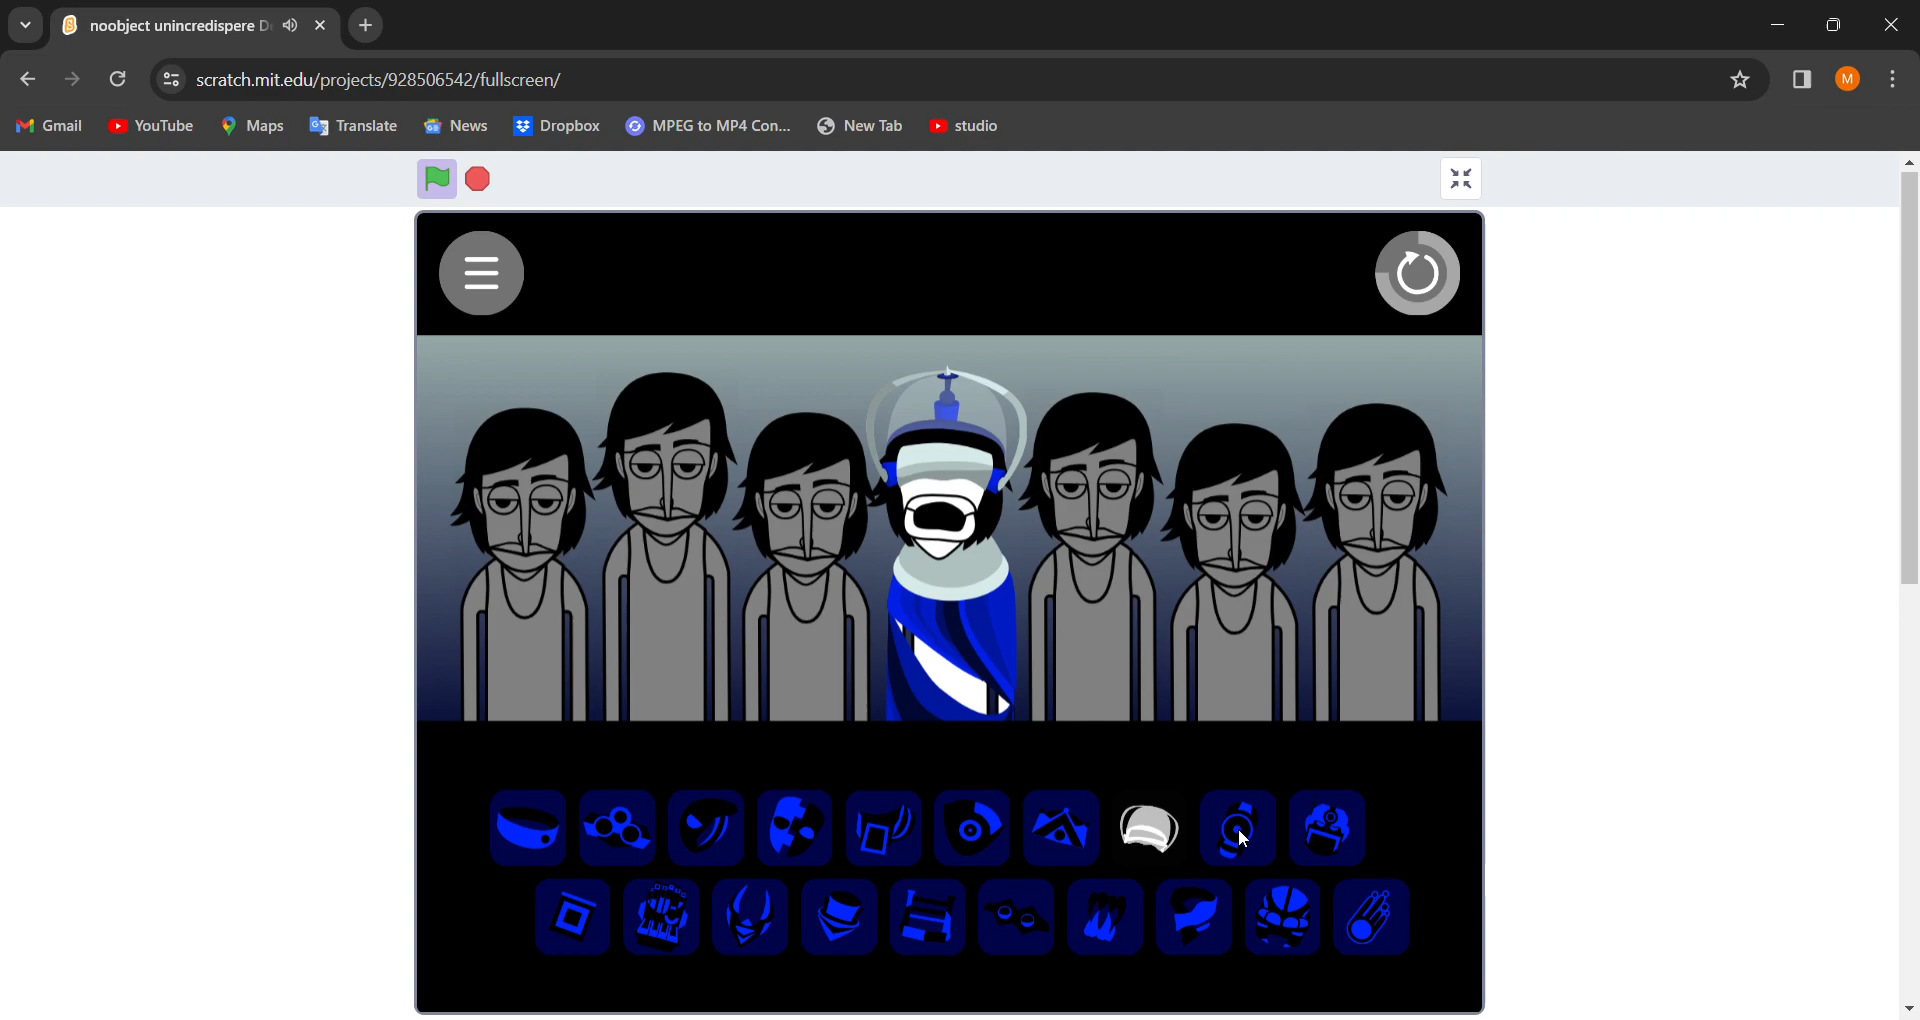 noobject unincredispere D
scratch.mit.edu/projects/928506542/fullscreen/
M
Gmail
YouTube
Maps
Translate
News
Dropbox
MPEG to MP4 Con...
New Tab
studio